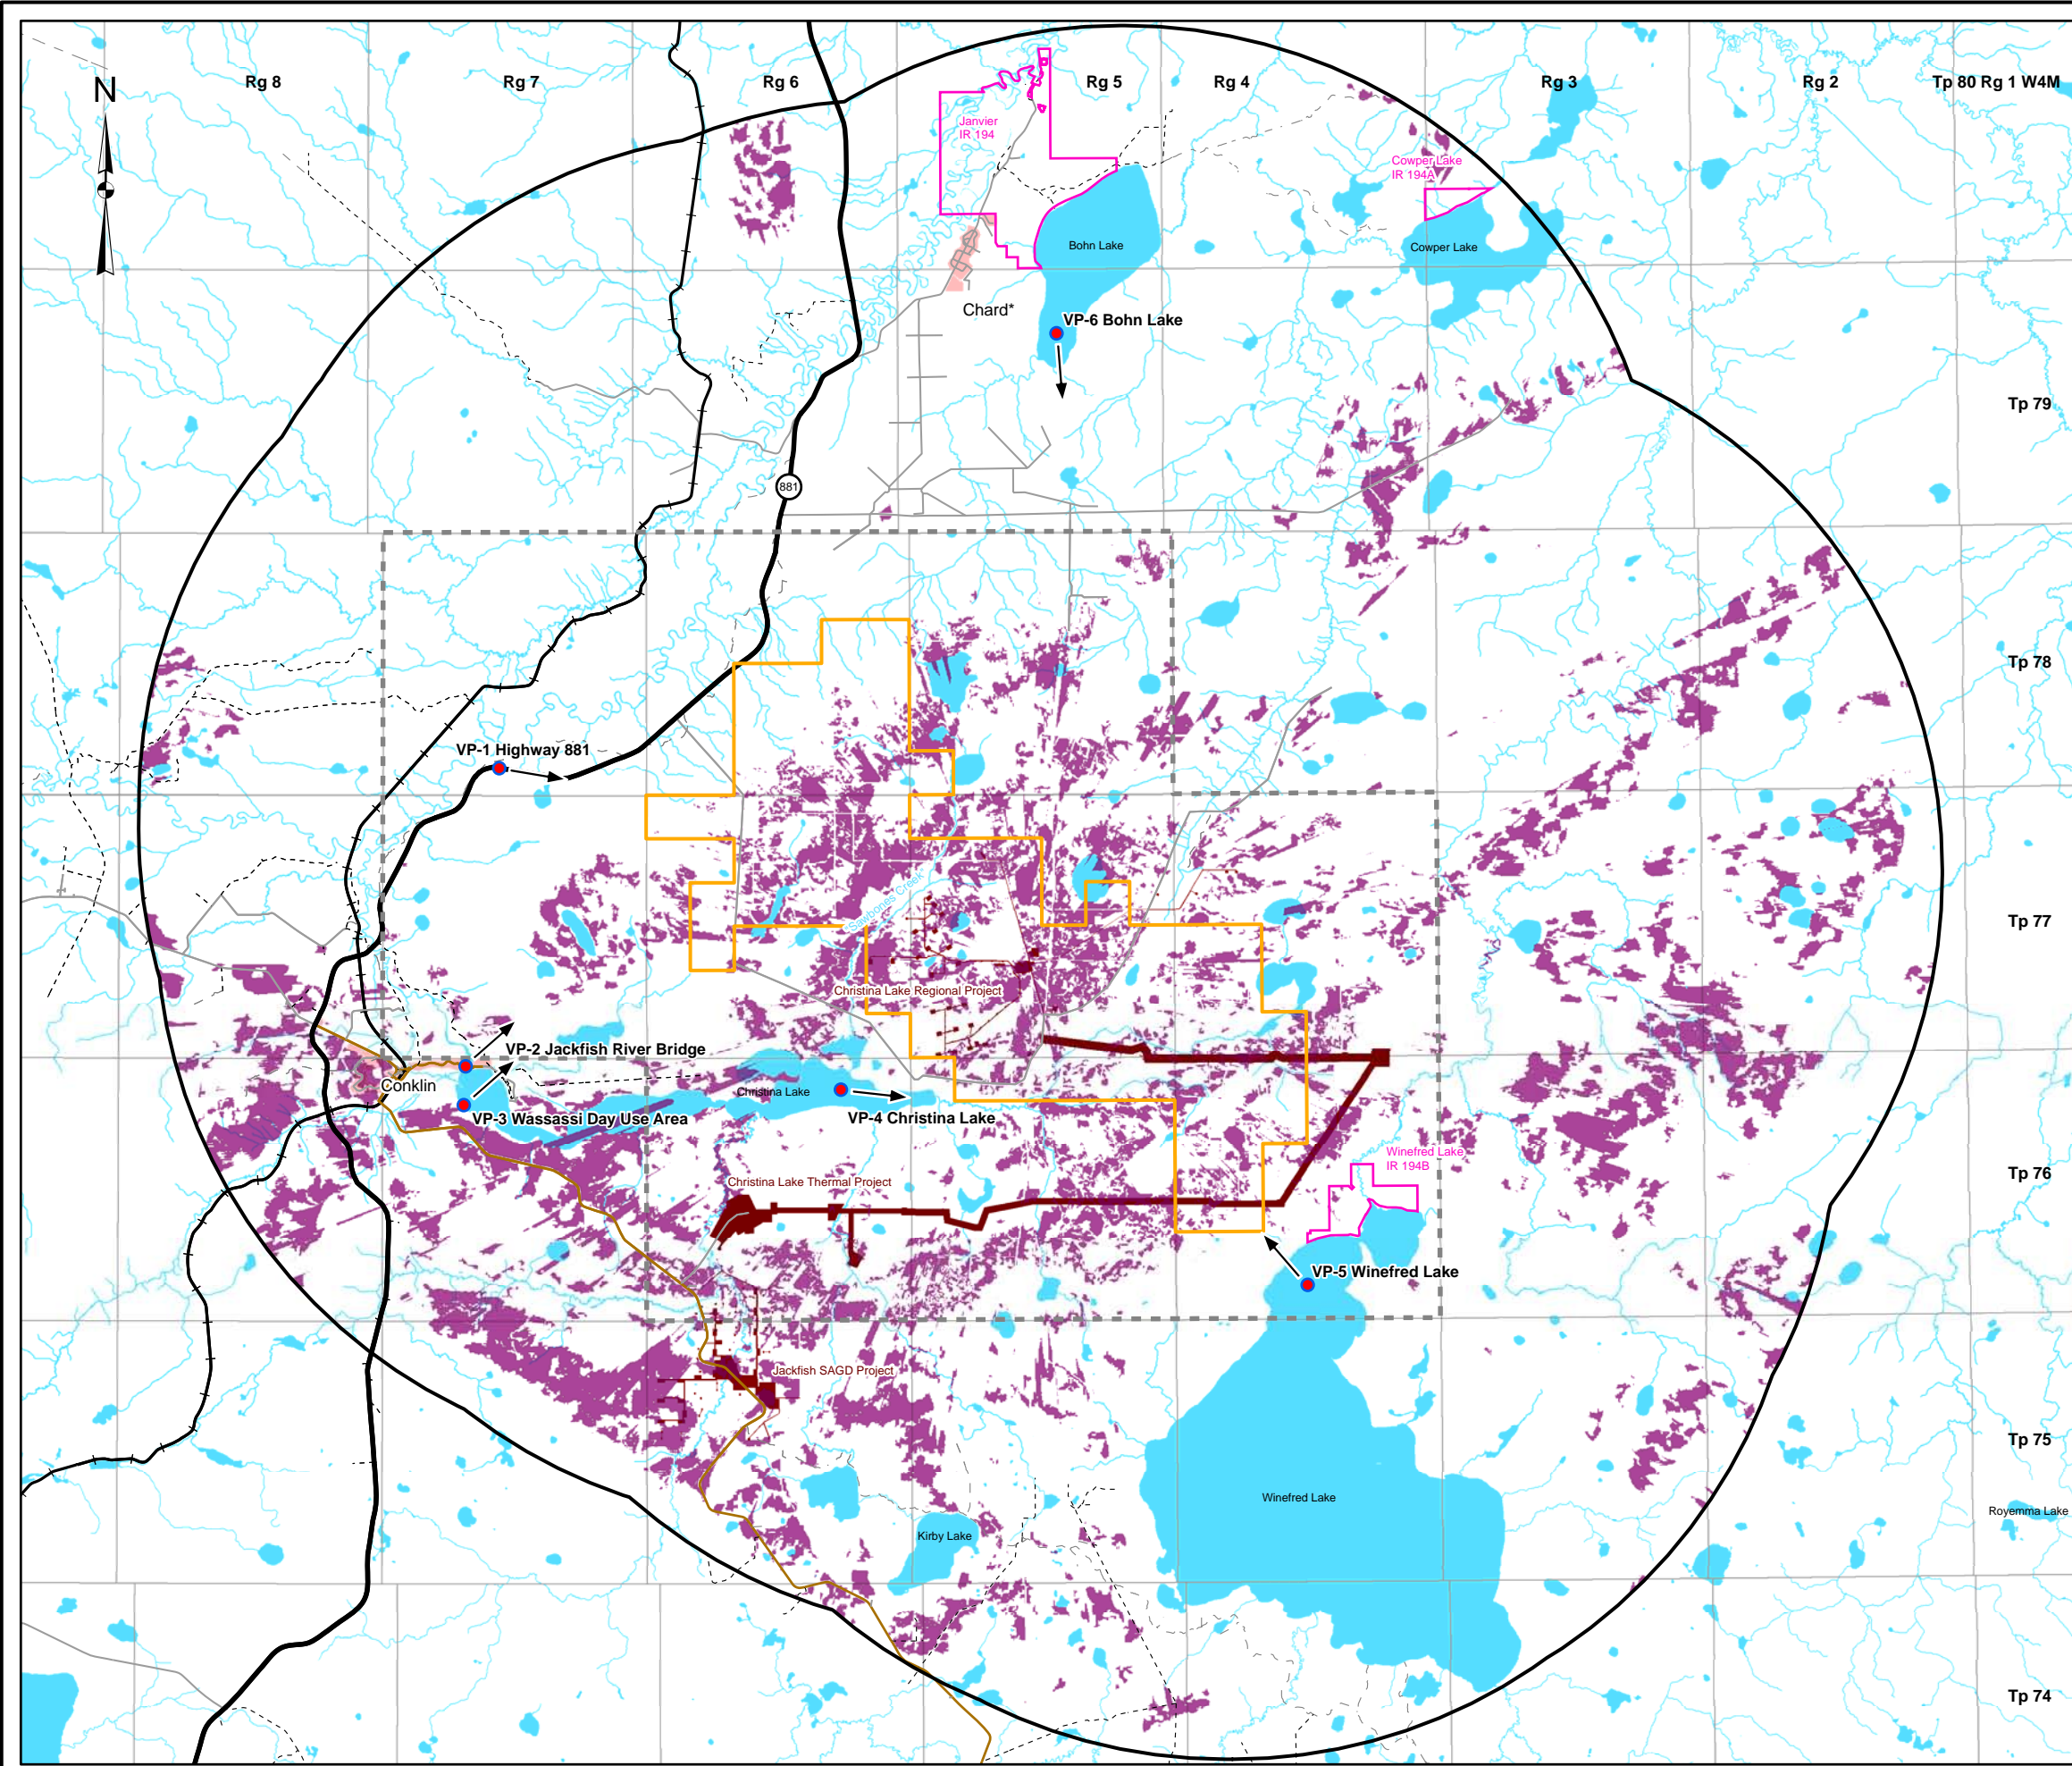 N
Rg 8
Rg 7
Rg 6
Rg 5
Rg 4
Rg 3
Rg 2
Tp 80 Rg 1 W4M
Janvier
IR 194
Cowper Lake
IR 194A
Bohn Lake
Cowper Lake
Chard*
VP-6 Bohn Lake
Tp 79
881
Tp 78
VP-1 Highway 881
Sawbones Creek
Tp 77
Christina Lake Regional Project
VP-2 Jackfish River Bridge
Conklin
Christina Lake
VP-3 Wassassi Day Use Area
VP-4 Christina Lake
Winefred Lake
IR 194B
Tp 76
Christina Lake Thermal Project
VP-5 Winefred Lake
Jackfish SAGD Project
Tp 75
Winefred Lake
Royemma Lake
Kirby Lake
Tp 74